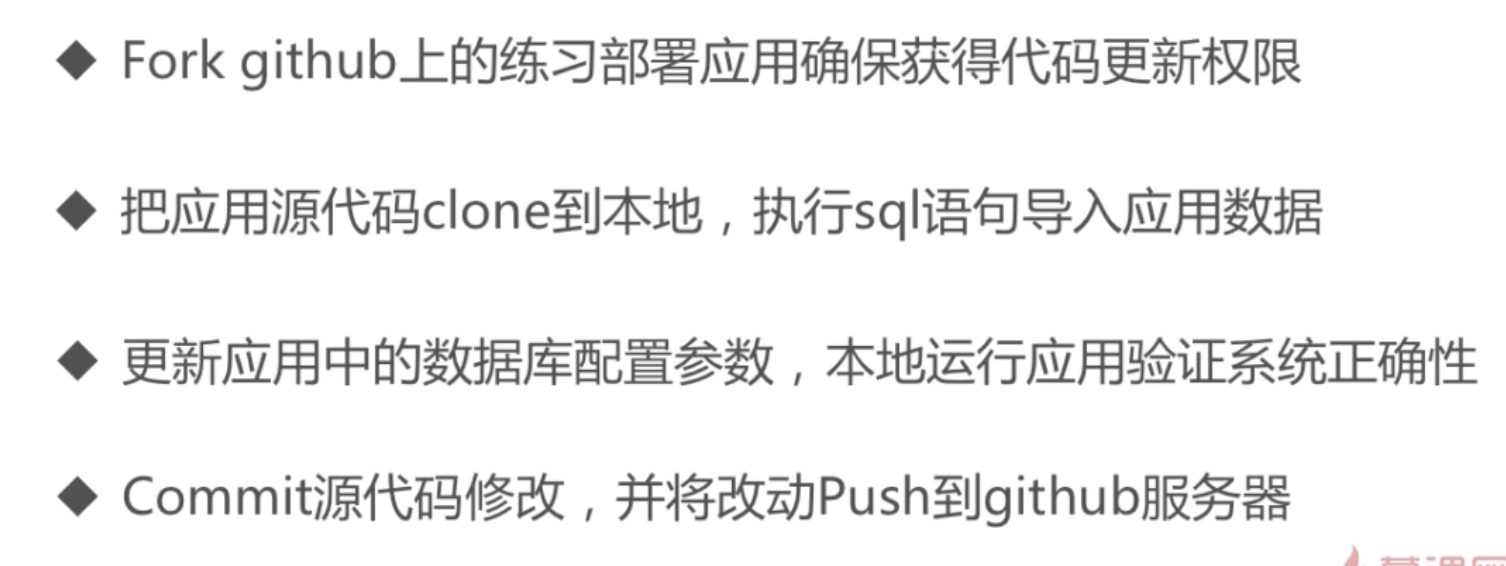 ◆ Fork github上的练习部署应用确保获得代码更新权限
◆ 把应用源代码clone到本地，执行sql语句导入应用数据
◆ 更新应用中的数据库配置参数，本地运行应用验证系统正确性
◆ Commit源代码修改，并将改动Push到github服务器